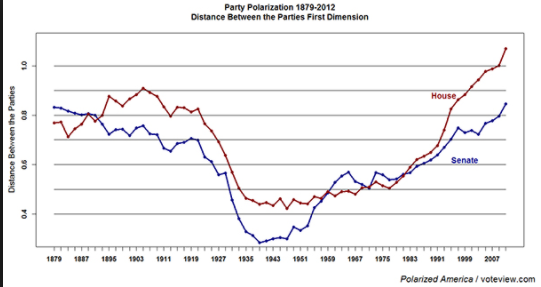 Party Polarization 1879-2012
Distance Between the Parties First Dimension
Distance Between the Parties
1.0
0.8
0.6
0.4
House
Senate
1879 1887 1895 1903 1911 1919 1927 1935 1943 1951 1959 1967 1975 1983 1991 1999 2007
Polarized America / voteview.com